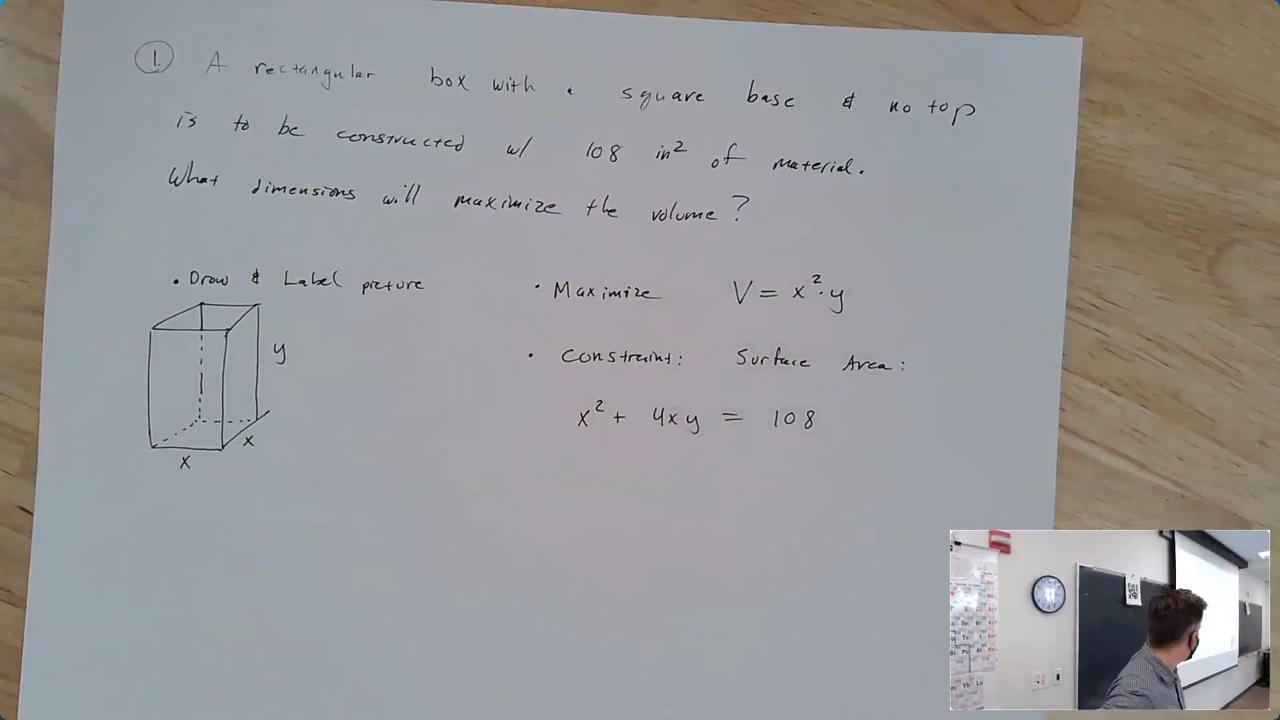 1. A rectangular box with a square base & no top
is to be constructed w/ 108 in² of material.
What dimensions will maximize the volume?
• Draw & Label picture
• Maximize V = x²·y
y
• Constraint: Surface Area:
x² + 4xy = 108
x
x